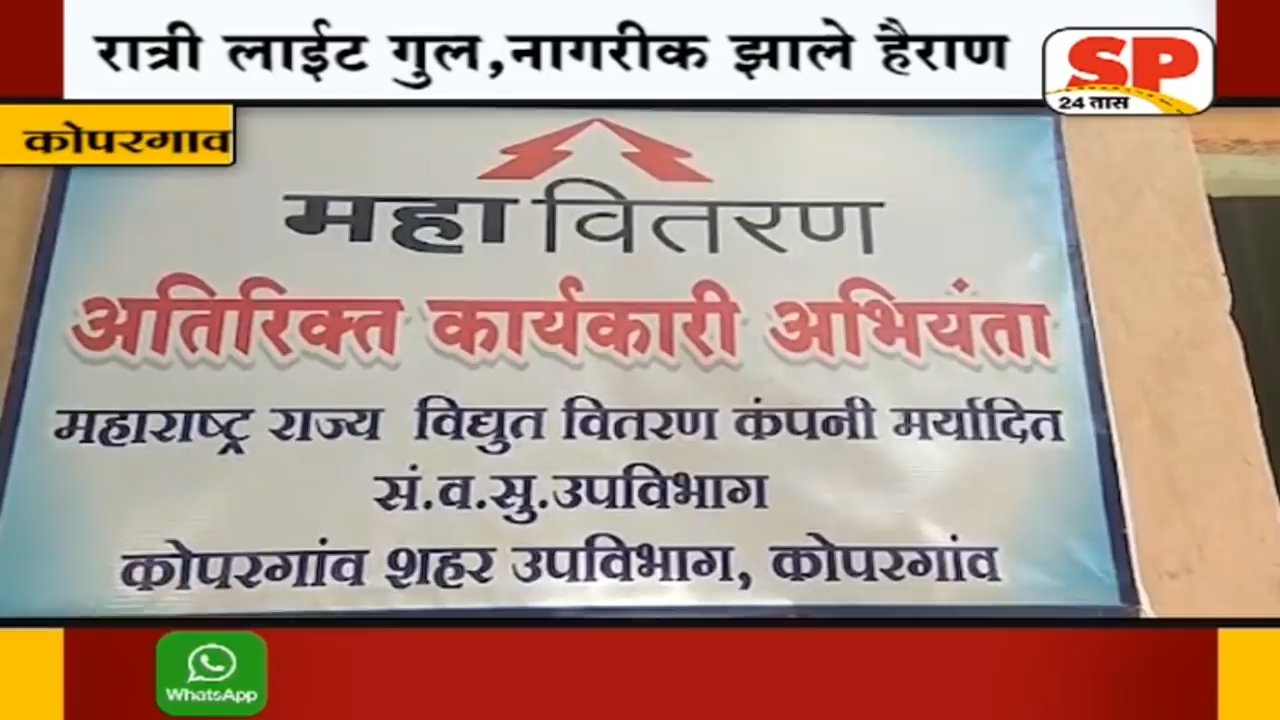 रात्री लाईट गुल,नागरीक झाले हैराण
SP
24 तास
कोपरगाव
महावितरण
अतिरिक्त कार्यकारी अभियंता
महाराष्ट्र राज्य विद्युत वितरण कंपनी मर्यादित
सं.व.सु.उपविभाग
कोपरगांव शहर उपविभाग, कोपरगांव
WhatsApp